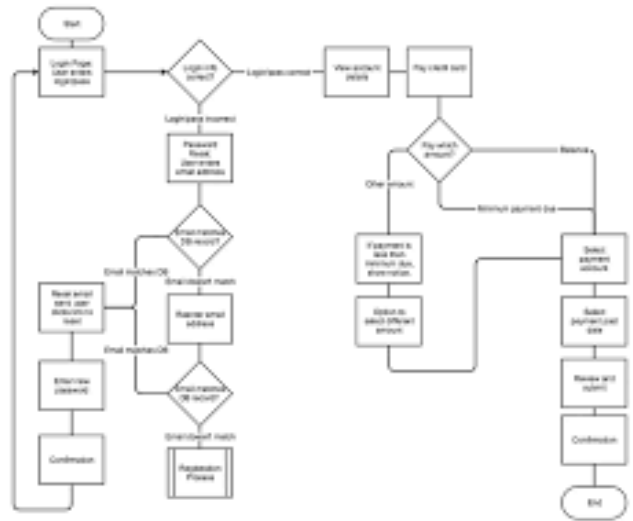 Start
Login Page:
User enters
login/pass
Login info
correct?
Login/pass correct
View account
details
Pay credit card
Login/pass incorrect
Password
Reset:
User enters
email address
Pay which
amount?
Balance
Other amount
Minimum payment due
Email matches
DB record?
Email matches DB
Email doesn't match
If payment is
less than
minimum due,
show notice.
Select
payment
account
Reset email
sent, user
Reenter email
address
Option to
select different
amount
Select
payment post
date
Email matches DB
Enter new
password
Email matches
DB record?
Review and
submit
Email doesn't match
Confirmation
Registration
Process
Confirmation
End